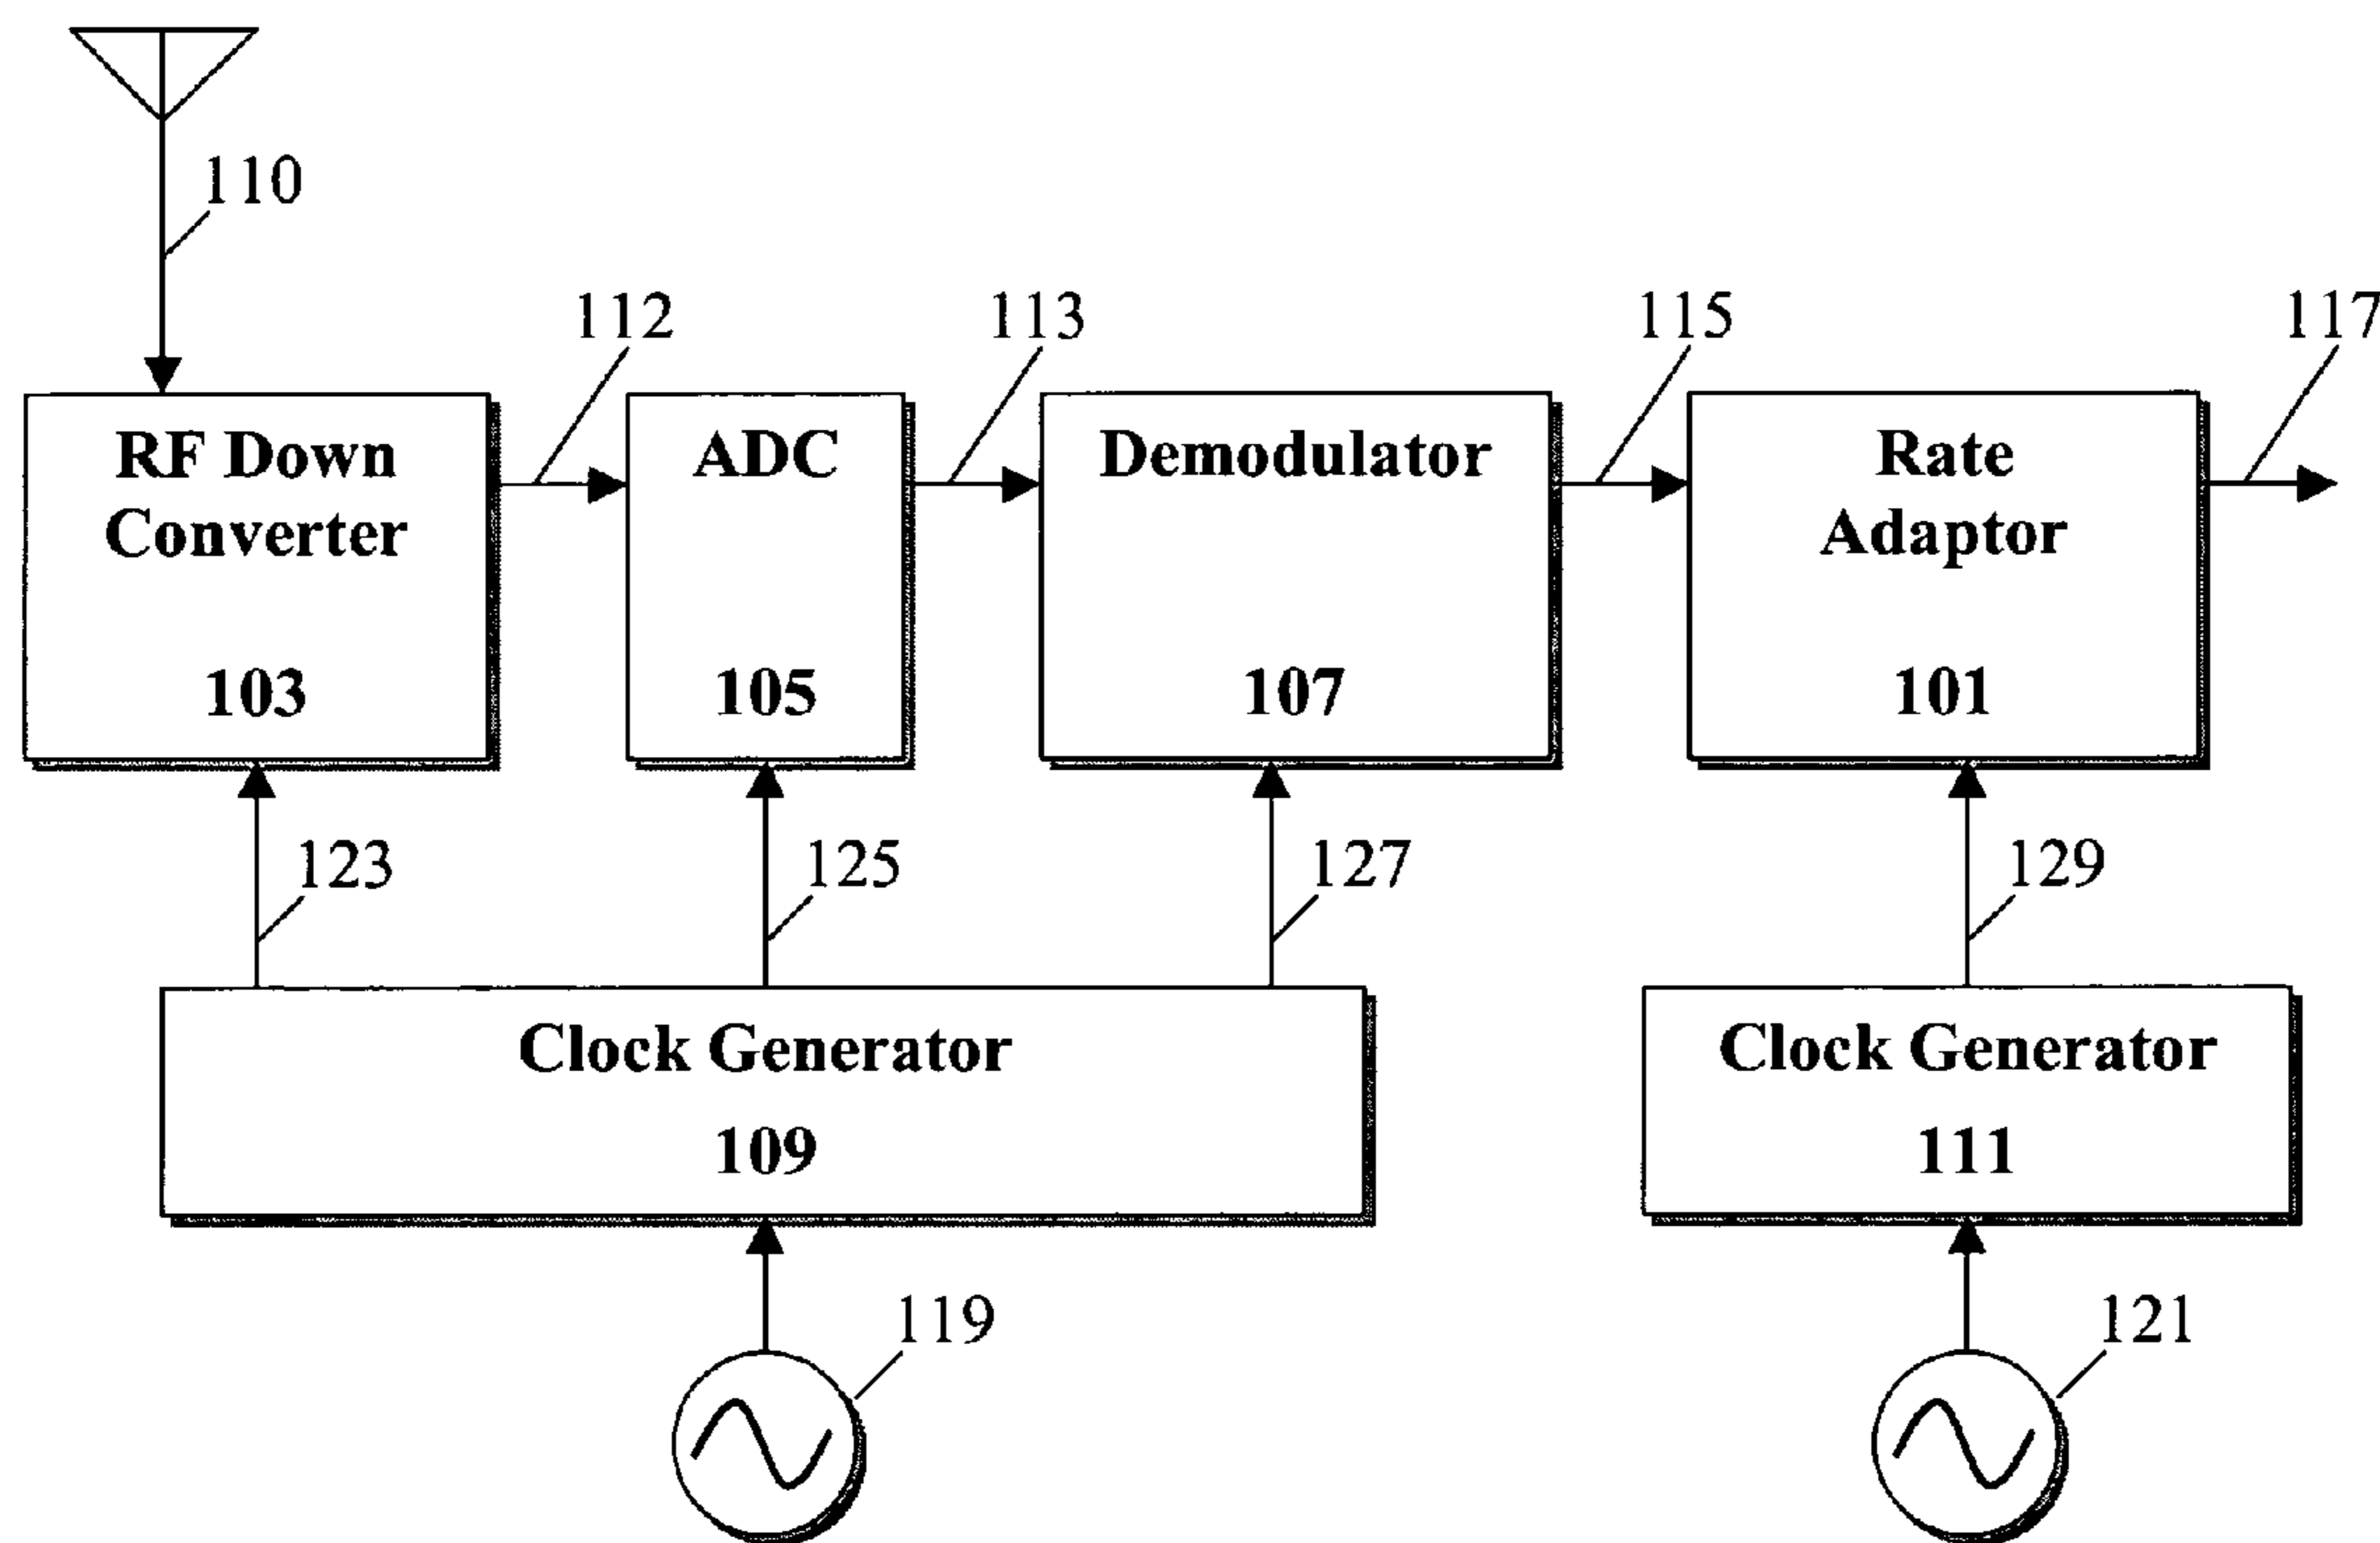 110
112
113
115
117
RF Down
Converter
103
ADC
105
Demodulator
107
Rate
Adaptor
101
123
125
127
129
Clock Generator
109
Clock Generator
111
119
121